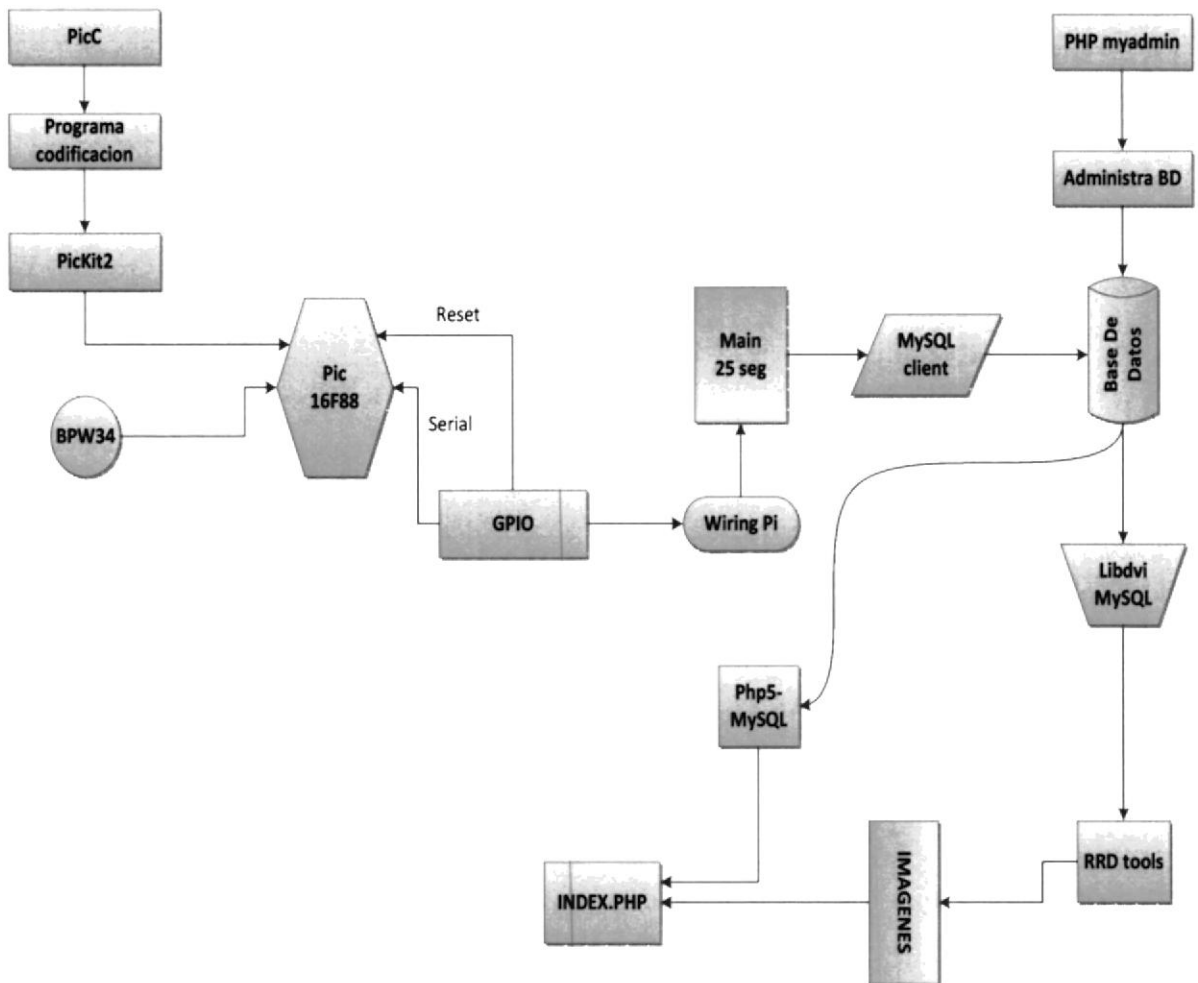 PicC
PHP myadmin
Programa
codificacion
Administra BD
PicKit2
Reset
Pic
16F88
Main
25 seg
MySQL
client
Base De
Datos
BPW34
Serial
GPIO
Wiring Pi
Libdvi
MySQL
Php5-
MySQL
RRD tools
IMAGENES
INDEX.PHP